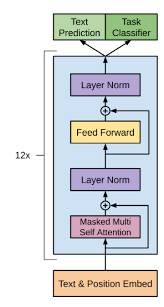 Text
Prediction
Task
Classifier
Layer Norm
Feed Forward
12x
Layer Norm
Masked Multi
Self Attention
Text & Position Embed